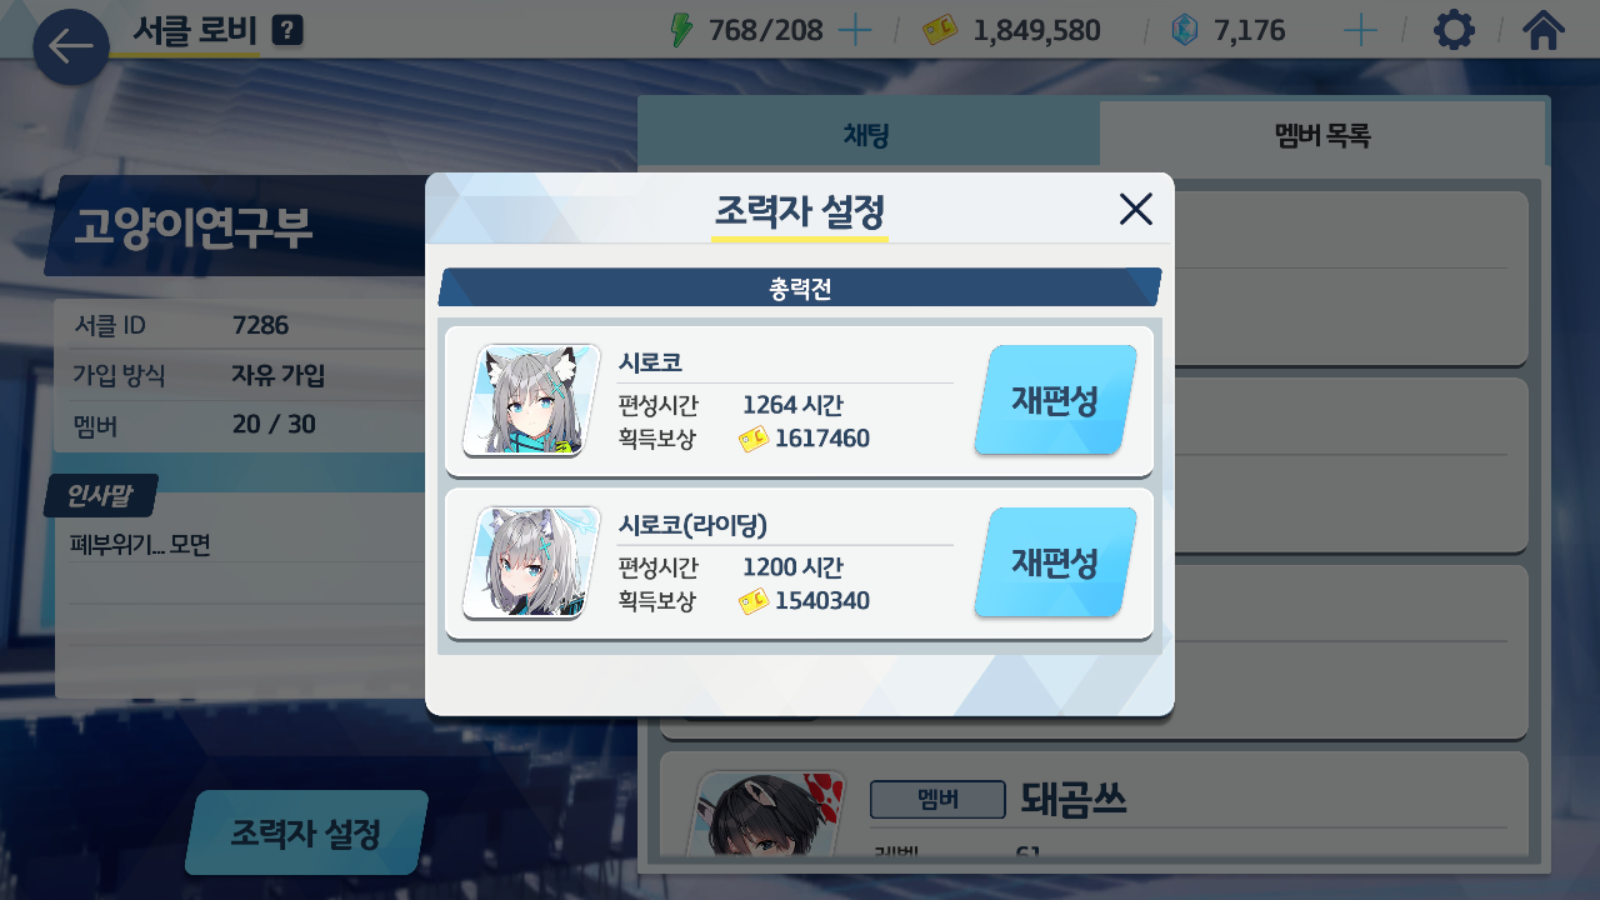 서클 로비 ?
768/208
1,849,580
7,176
채팅
멤버 목록
고양이연구부
서클 ID 7286
가입 방식 자유 가입
멤버 20 / 30
인사말
폐부위기... 모면
조력자 설정
조력자 설정
총력전
시로코
편성시간 1264 시간
획득보상 1617460
재편성
시로코(라이딩)
편성시간 1200 시간
획득보상 1540340
재편성
멤버 돼곰쓰
레벨 61